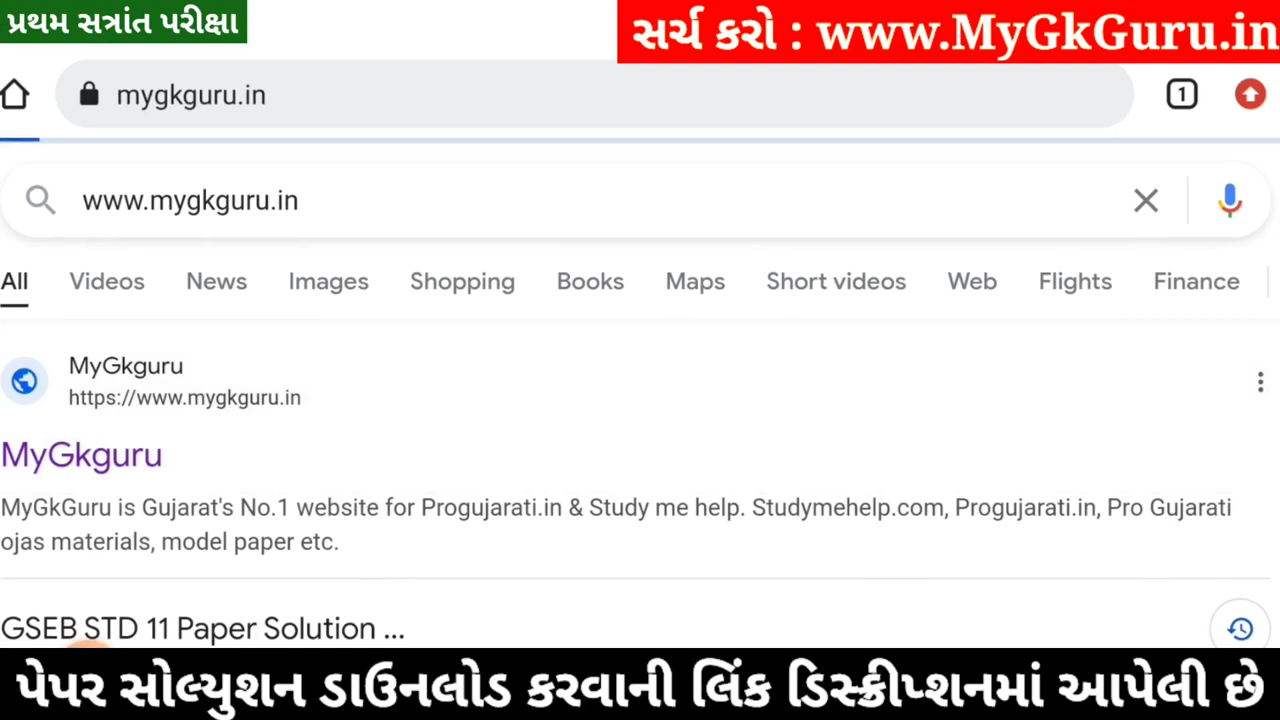 પ્રથમ સત્રાંત પરીક્ષા
સર્ચ કરો : www.MyGkGuru.in
mygkguru.in
1
www.mygkguru.in
All Videos News Images Shopping Books Maps Short videos Web Flights Finance
MyGkguru
https://www.mygkguru.in
MyGkguru
MyGkGuru is Gujarat's No.1 website for Progujarati.in & Study me help. Studymehelp.com, Progujarati.in, Pro Gujarati
ojas materials, model paper etc.
GSEB STD 11 Paper Solution ...
પેપર સોલ્યુશન ડાઉનલોડ કરવાની લિંક ડિસ્ક્રીપ્શનમાં આપેલી છે